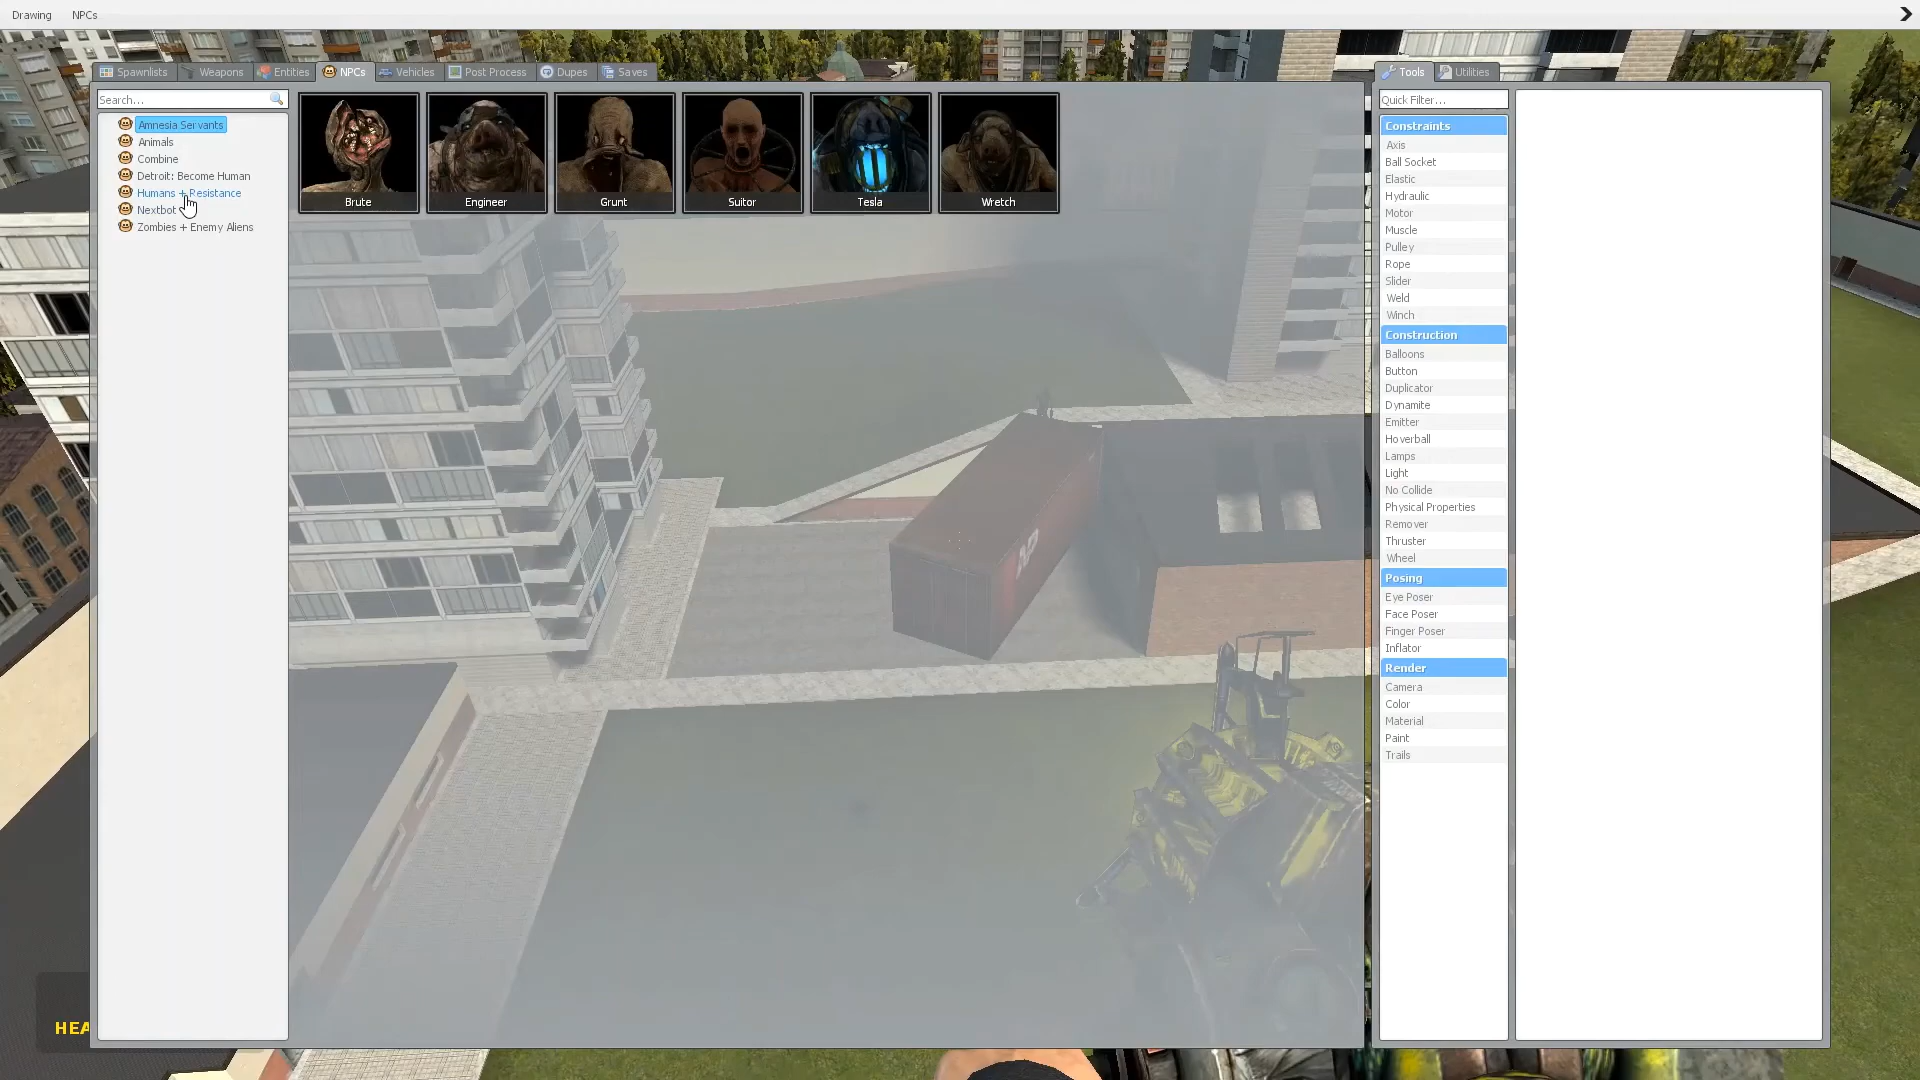 Drawing NPCs
Spawnlists Weapons Entities NPCs Vehicles Post Process Dupes Saves
Search...
Amnesia Servants
Animals
Combine
Detroit: Become Human
Humans + Resistance
Nextbot
Zombies + Enemy Aliens
Brute Engineer Grunt Suitor Tesla Wretch
HEA
Tools Utilities
Quick Filter...
Constraints
Axis
Ball Socket
Elastic
Hydraulic
Motor
Muscle
Pulley
Rope
Slider
Weld
Winch
Construction
Balloons
Button
Duplicator
Dynamite
Emitter
Hoverball
Lamps
Light
No Collide
Physical Properties
Remover
Thruster
Wheel
Posing
Eye Poser
Face Poser
Finger Poser
Inflator
Render
Camera
Color
Material
Paint
Trails